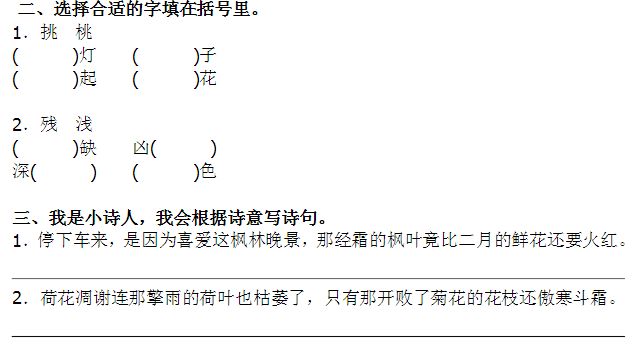 二、选择合适的字填在括号里。
1. 挑 桃
( )灯 ( )子
( )起 ( )花
2. 残 浅
( )缺 凶( )
深( ) ( )色
三、我是小诗人，我会根据诗意写诗句。
1. 停下车来，是因为喜爱这枫林晚景，那经霜的枫叶竟比二月的鲜花还要火红。
2. 荷花凋谢连那擎雨的荷叶也枯萎了，只有那开败了菊花的花枝还傲寒斗霜。